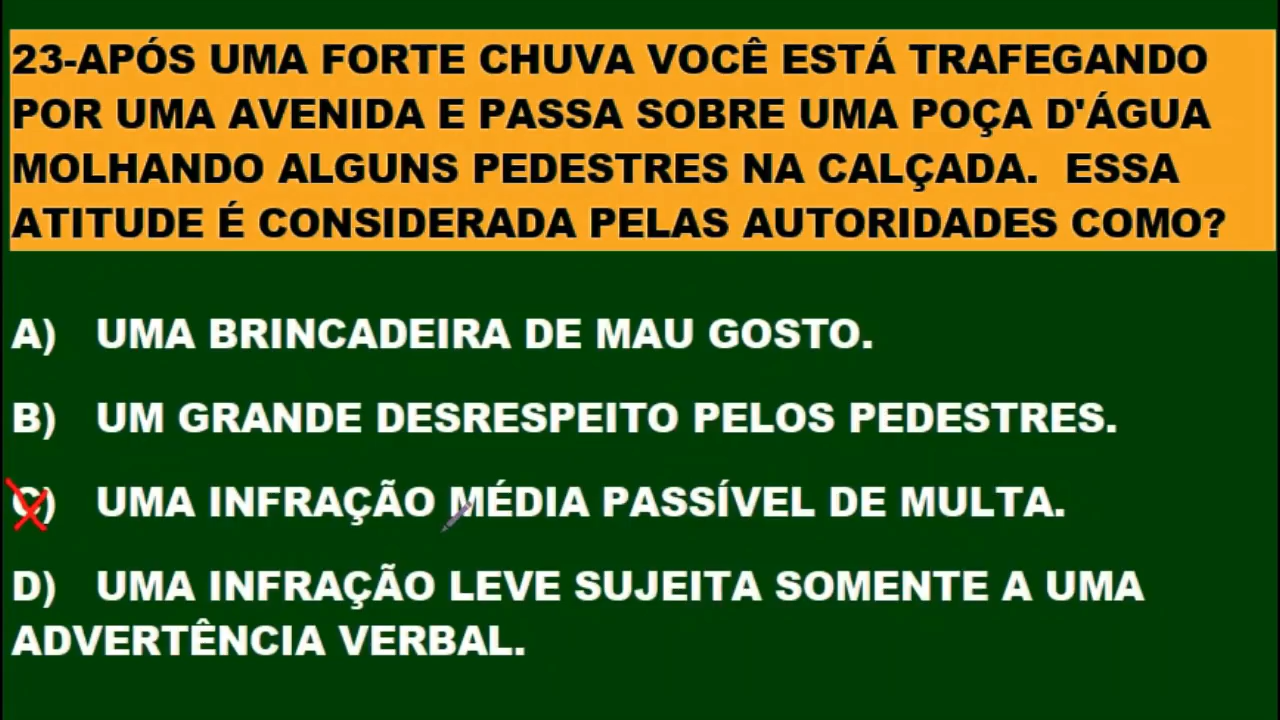 23-APÓS UMA FORTE CHUVA VOCÊ ESTÁ TRAFEGANDO
POR UMA AVENIDA E PASSA SOBRE UMA POÇA D'ÁGUA
MOLHANDO ALGUNS PEDESTRES NA CALÇADA. ESSA
ATITUDE É CONSIDERADA PELAS AUTORIDADES COMO?
A) UMA BRINCADEIRA DE MAU GOSTO.
B) UM GRANDE DESRESPEITO PELOS PEDESTRES.
C) UMA INFRAÇÃO MÉDIA PASSÍVEL DE MULTA.
D) UMA INFRAÇÃO LEVE SUJEITA SOMENTE A UMA
ADVERTÊNCIA VERBAL.